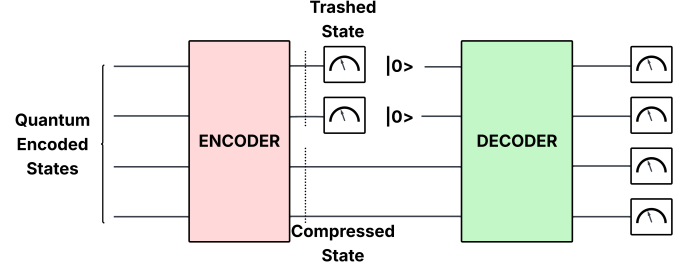 Trashed
State
|0>
|0>
Quantum
Encoded
States
ENCODER
DECODER
Compressed
State